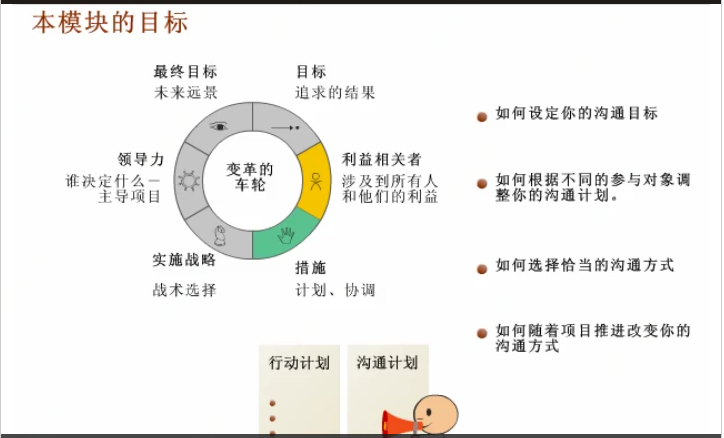 本模块的目标
最终目标
未来远景
目标
追求的结果
领导力
谁决定什么－
主导项目
变革的
车轮
利益相关者
涉及到所有人
和他们的利益
实施战略
战术选择
措施
计划、协调
如何设定你的沟通目标
如何根据不同的参与对象调
整你的沟通计划。
如何选择恰当的沟通方式
如何随着项目推进改变你的
沟通方式
行动计划
沟通计划